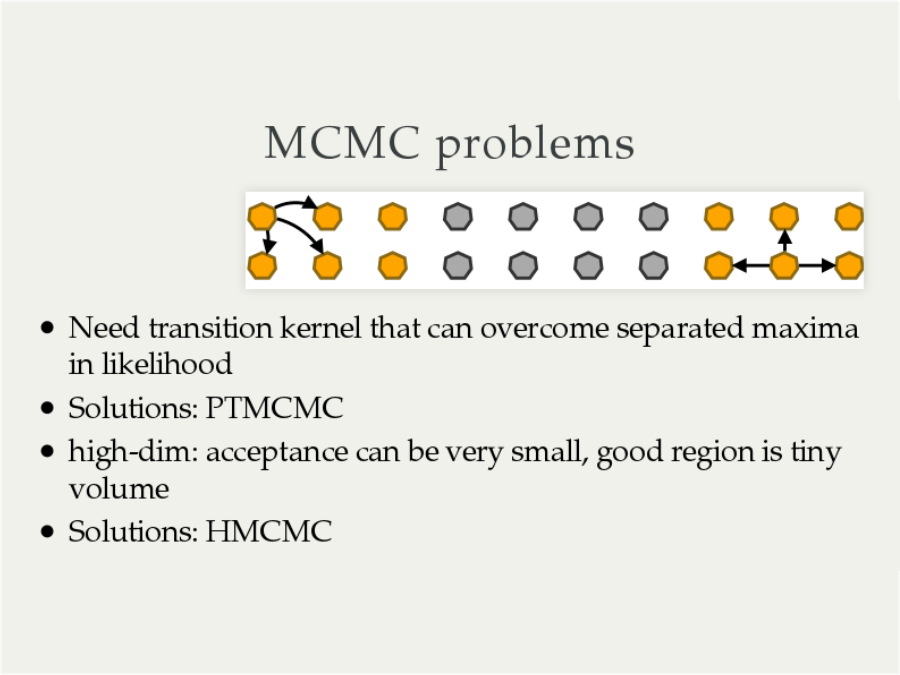 MCMC problems
• Need transition kernel that can overcome separated maxima
in likelihood
• Solutions: PTMCMC
• high-dim: acceptance can be very small, good region is tiny
volume
• Solutions: HMCMC